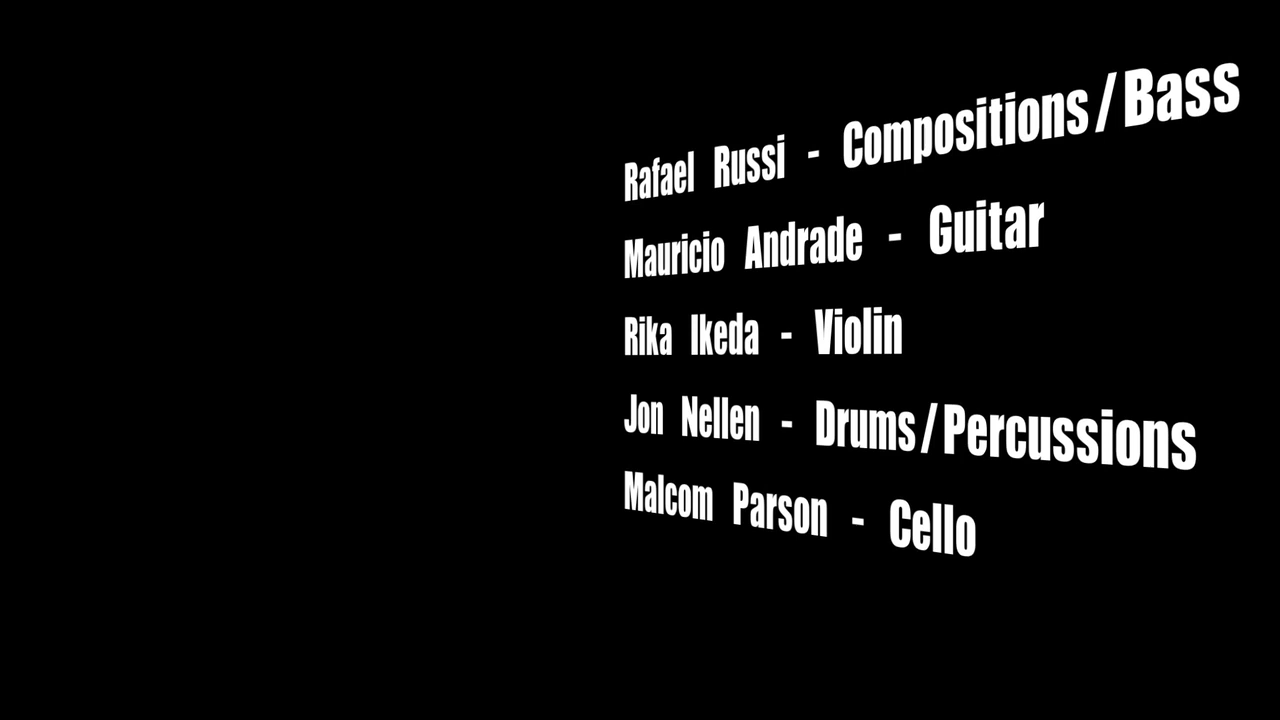 Rafael Russi - Compositions/Bass
Mauricio Andrade - Guitar
Rika Ikeda - Violin
Jon Nellen - Drums/Percussions
Malcom Parson - Cello